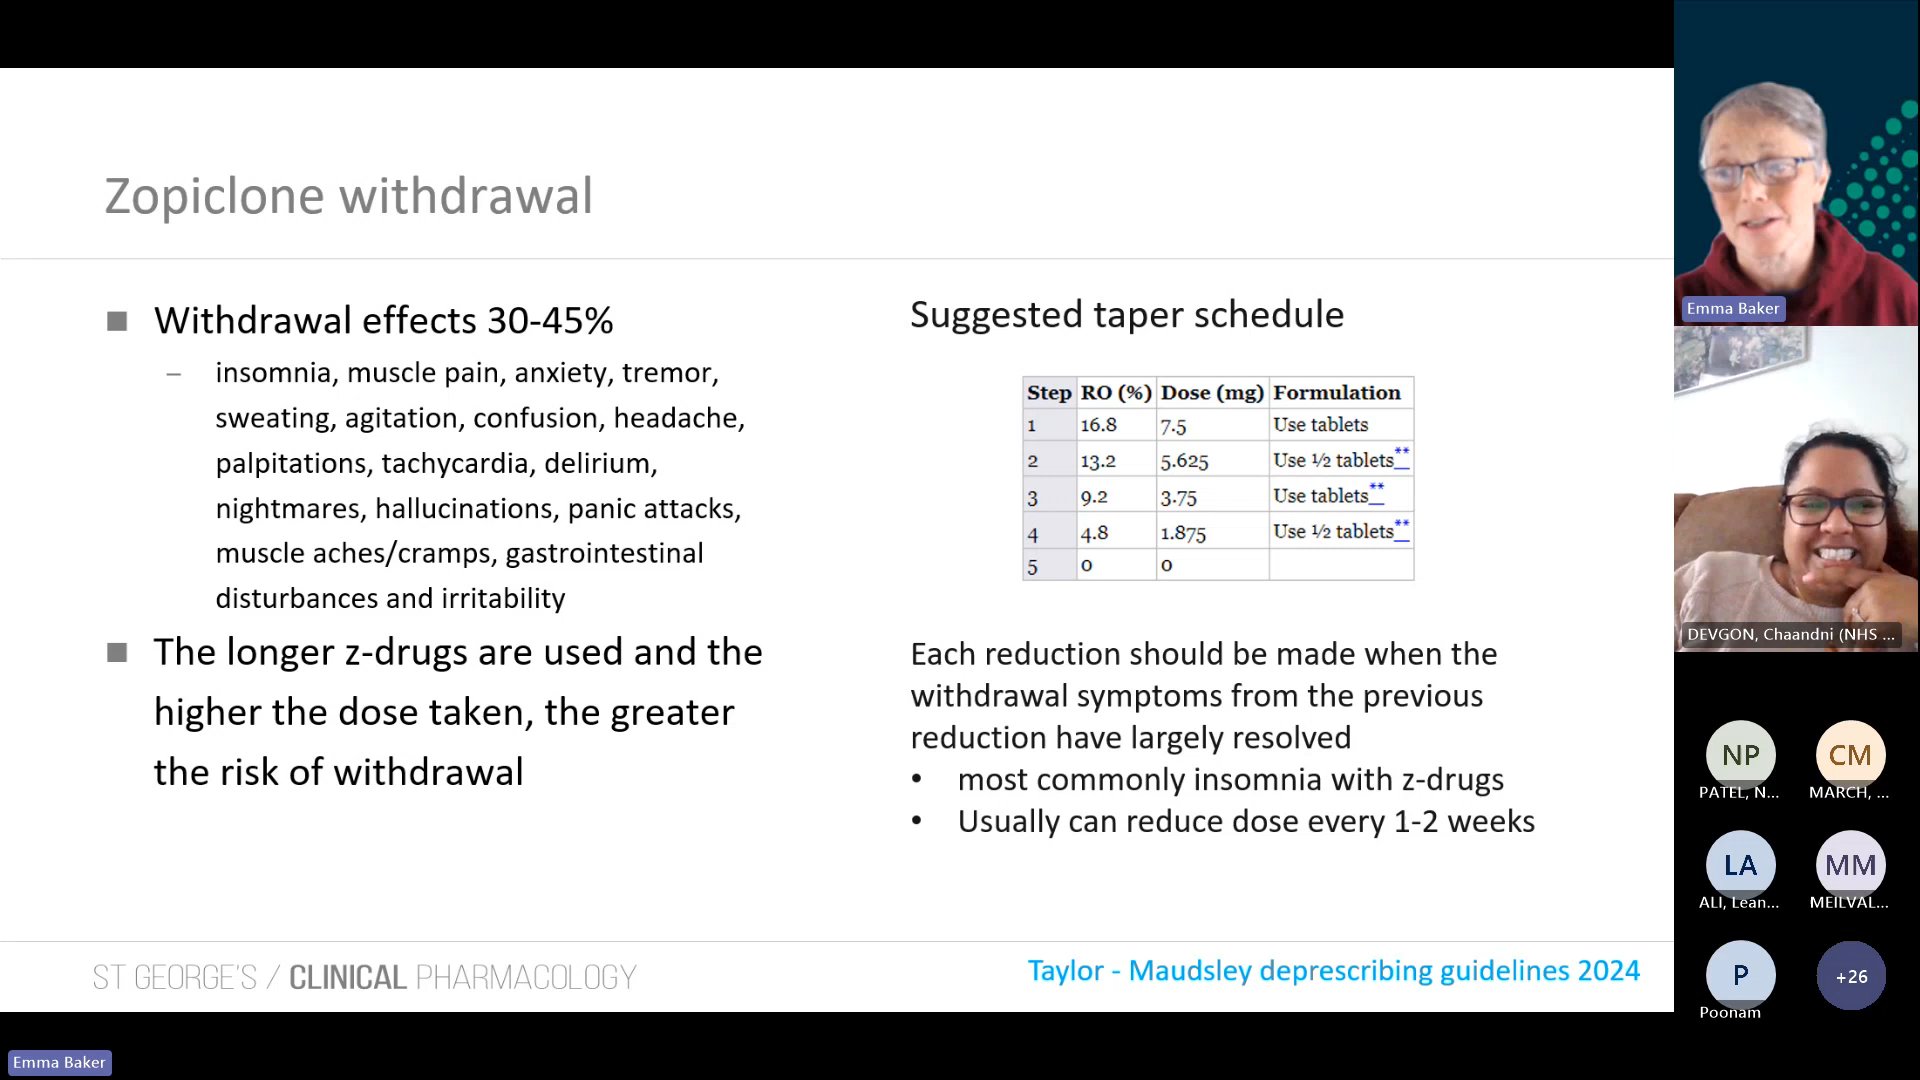 Zopiclone withdrawal
Withdrawal effects 30-45%
– insomnia, muscle pain, anxiety, tremor,
sweating, agitation, confusion, headache,
palpitations, tachycardia, delirium,
nightmares, hallucinations, panic attacks,
muscle aches/cramps, gastrointestinal
disturbances and irritability
The longer z-drugs are used and the
higher the dose taken, the greater
the risk of withdrawal
Suggested taper schedule
Step RO (%) Dose (mg) Formulation
1 16.8 7.5 Use tablets
2 13.2 5.625 Use ½ tablets**
3 9.2 3.75 Use tablets**
4 4.8 1.875 Use ½ tablets**
5 0 0
Each reduction should be made when the
withdrawal symptoms from the previous
reduction have largely resolved
• most commonly insomnia with z-drugs
• Usually can reduce dose every 1-2 weeks
ST GEORGE'S / CLINICAL PHARMACOLOGY
Taylor - Maudsley deprescribing guidelines 2024
Emma Baker
Emma Baker
DEVGON, Chaandni (NHS ...
NP
PATEL, N...
CM
MARCH, ...
LA
ALI, Lean...
MM
MEILVAL...
P
Poonam
+26